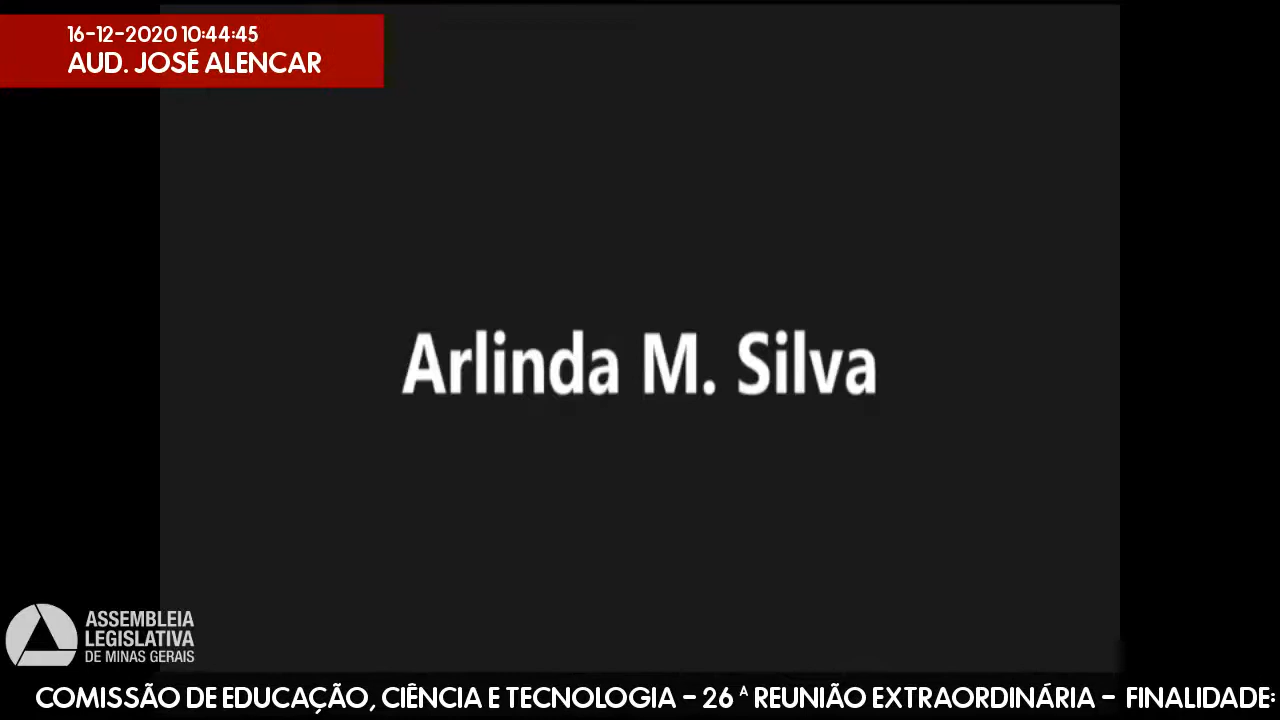 16-12-2020 10:44:45
AUD. JOSÉ ALENCAR
Arlinda M. Silva
ASSEMBLEIA
LEGISLATIVA
DE MINAS GERAIS
COMISSÃO DE EDUCAÇÃO, CIÊNCIA E TECNOLOGIA - 26 ª REUNIÃO EXTRAORDINÁRIA - FINALIDADE: